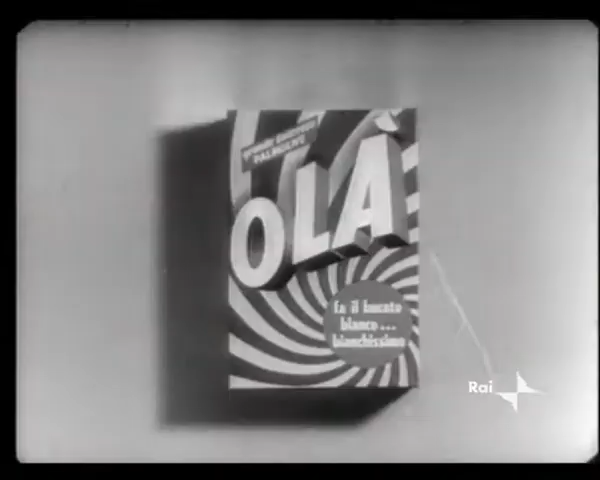 PALMOLIVE
OLÀ
fa il bucato
bianco...
bianchissimo
Rai